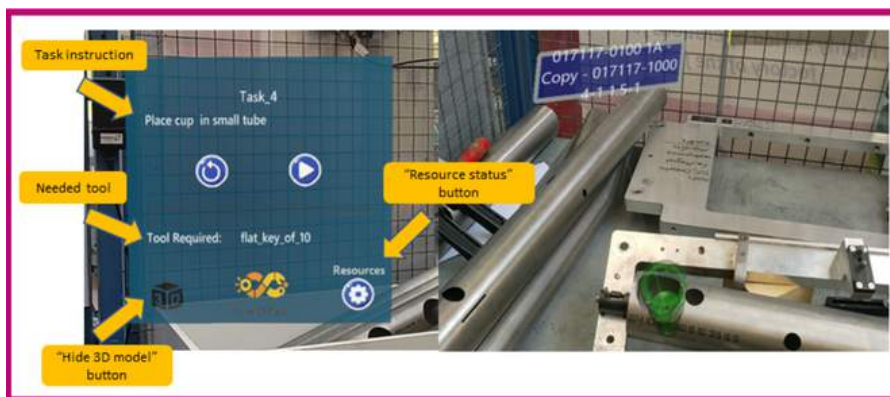 Task instruction
Task_4
Place cup in small tube
Needed tool
Tool Required: flat_key_of_10
"Resource status"
button
Resources
3D
"Hide 3D model"
button
017117-0100 1A -
Copy - 017117-1000
4-1 1 5-1